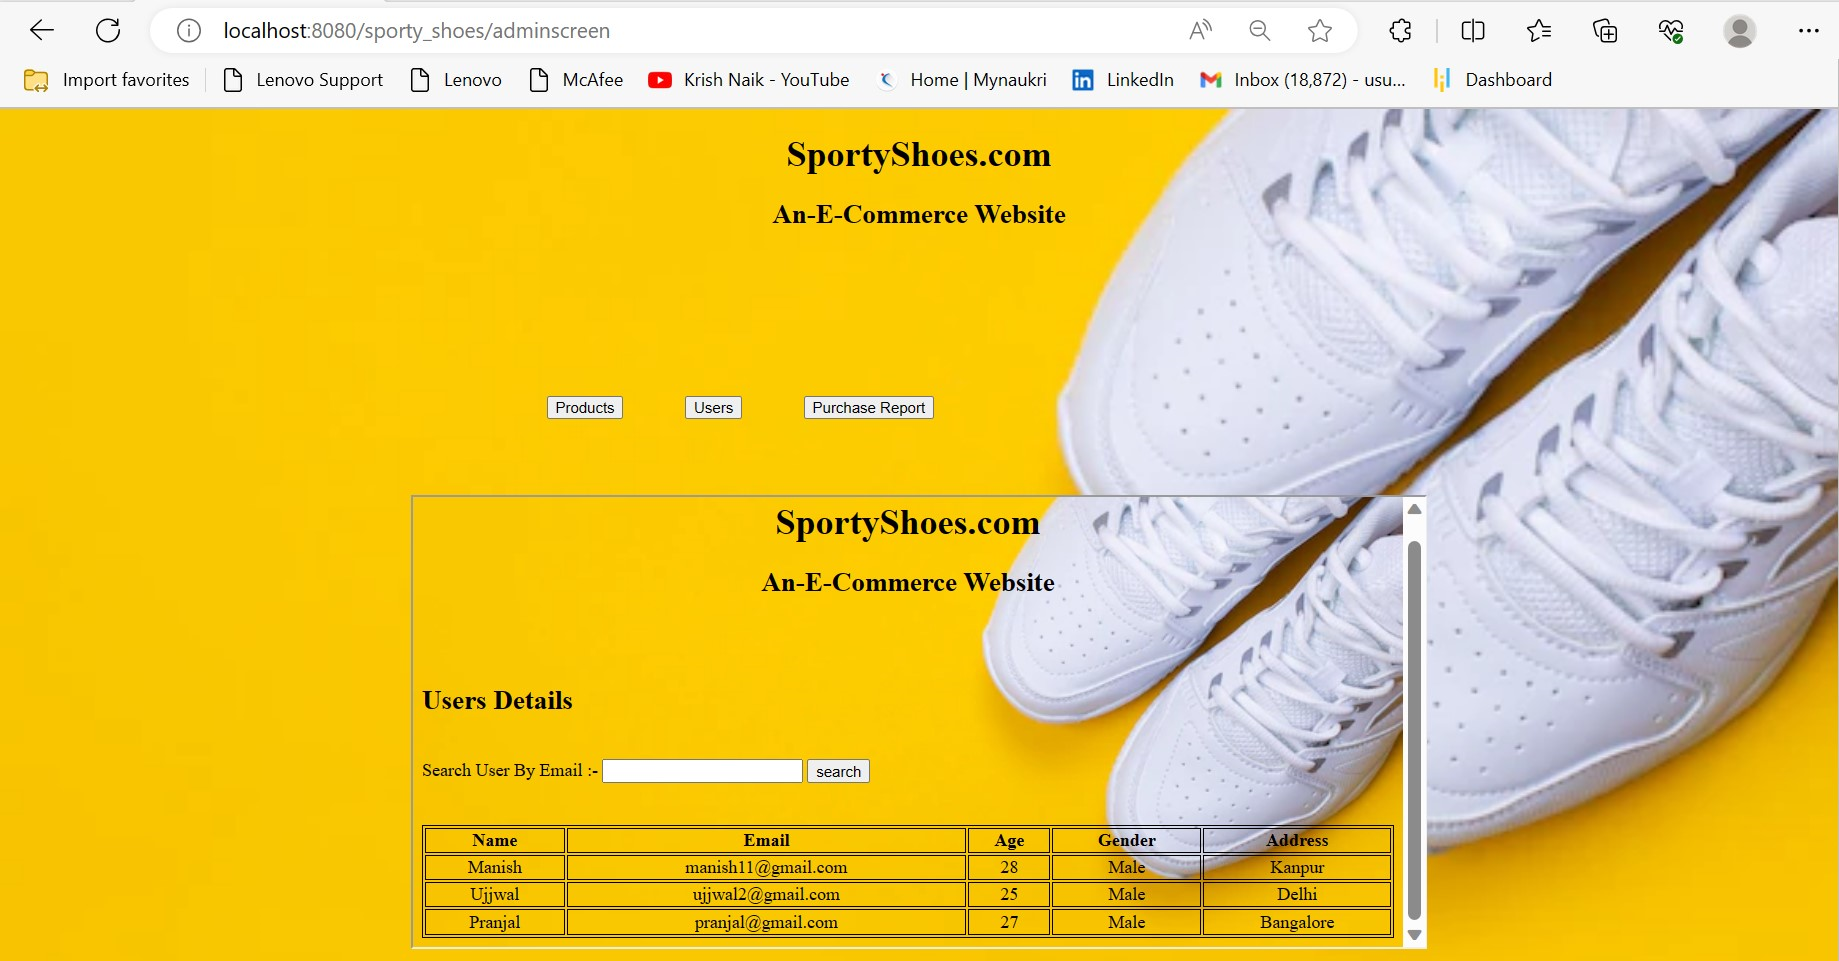 localhost:8080/sporty_shoes/adminscreen
Import favorites Lenovo Support Lenovo McAfee Krish Naik - YouTube Home | Mynaukri LinkedIn Inbox (18,872) - usu... Dashboard
SportyShoes.com
An-E-Commerce Website
Products Users Purchase Report
SportyShoes.com
An-E-Commerce Website
Users Details
Search User By Email :- search
Name Email Age Gender Address
Manish manish11@gmail.com 28 Male Kanpur
Ujjwal ujjwal2@gmail.com 25 Male Delhi
Pranjal pranjal@gmail.com 27 Male Bangalore